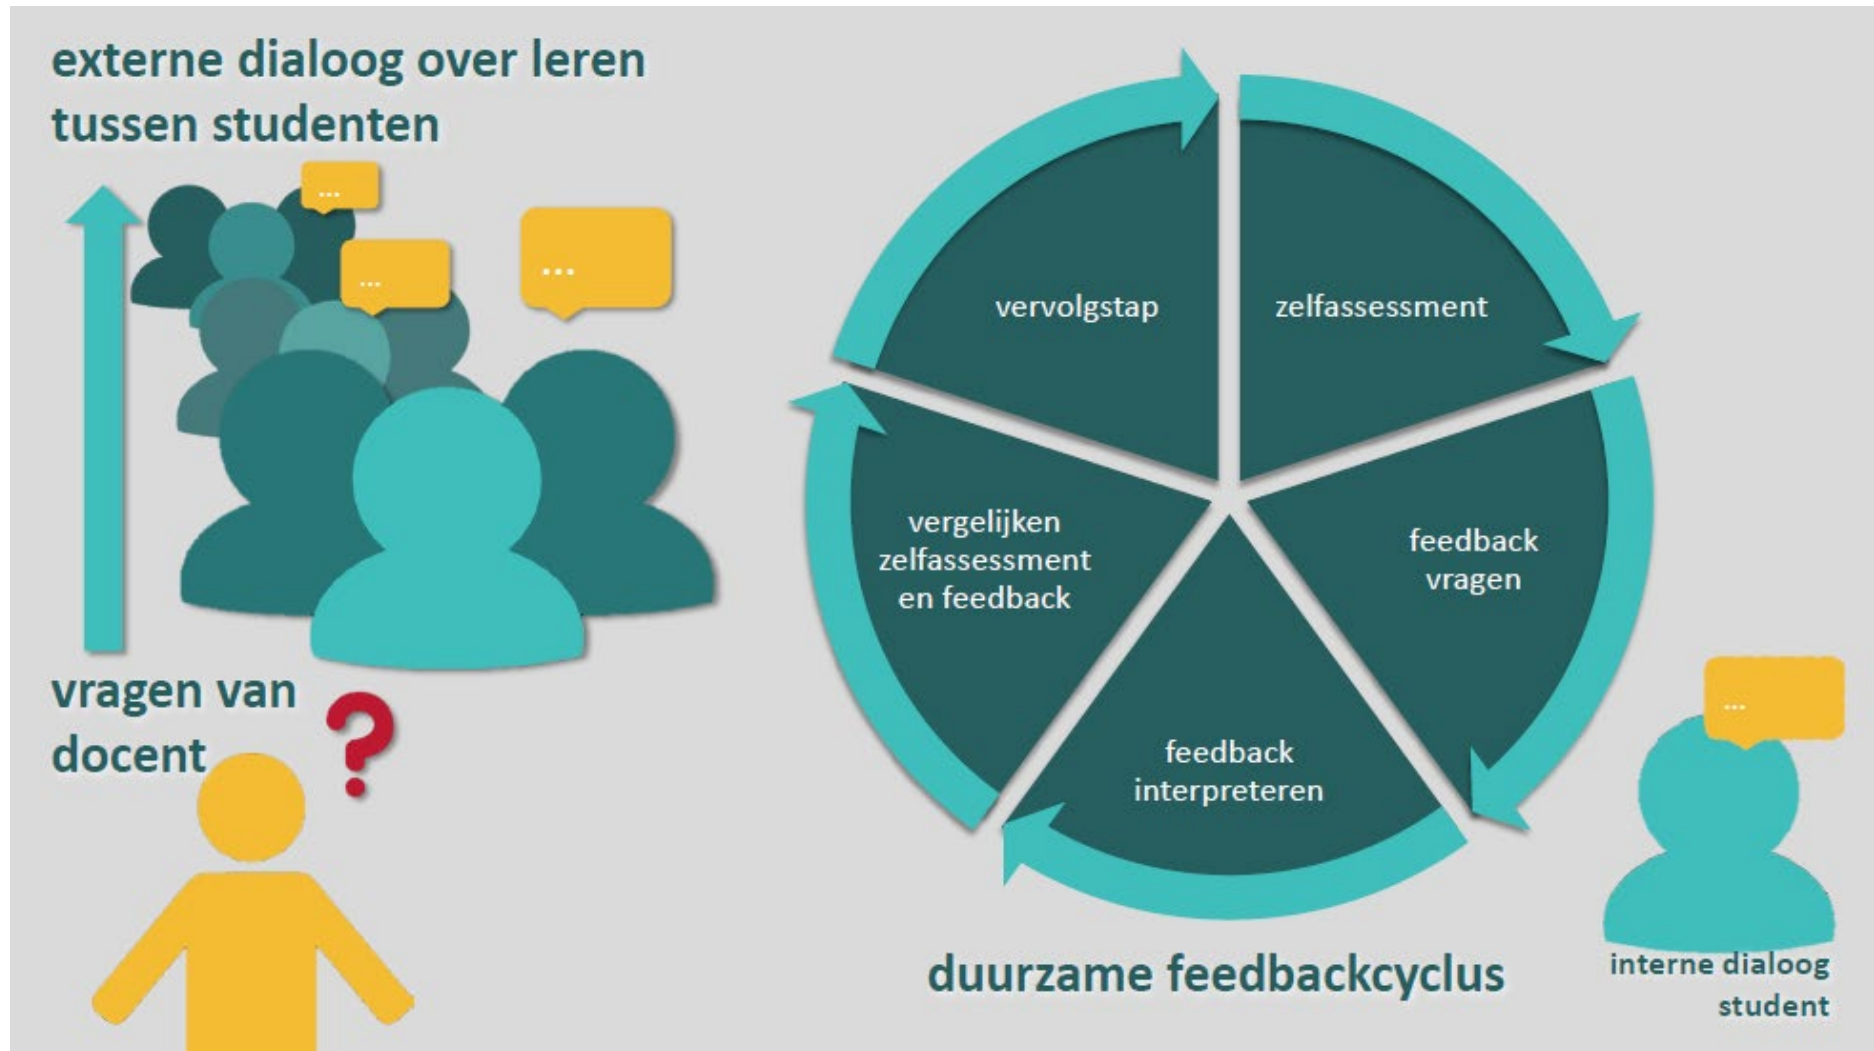 externe dialoog over leren
tussen studenten
...
...
...
vragen van
docent
?
vervolgstap
zelfassessment
feedback
vragen
feedback
interpreteren
vergelijken
zelfassessment
en feedback
duurzame feedbackcyclus
...
interne dialoog
student